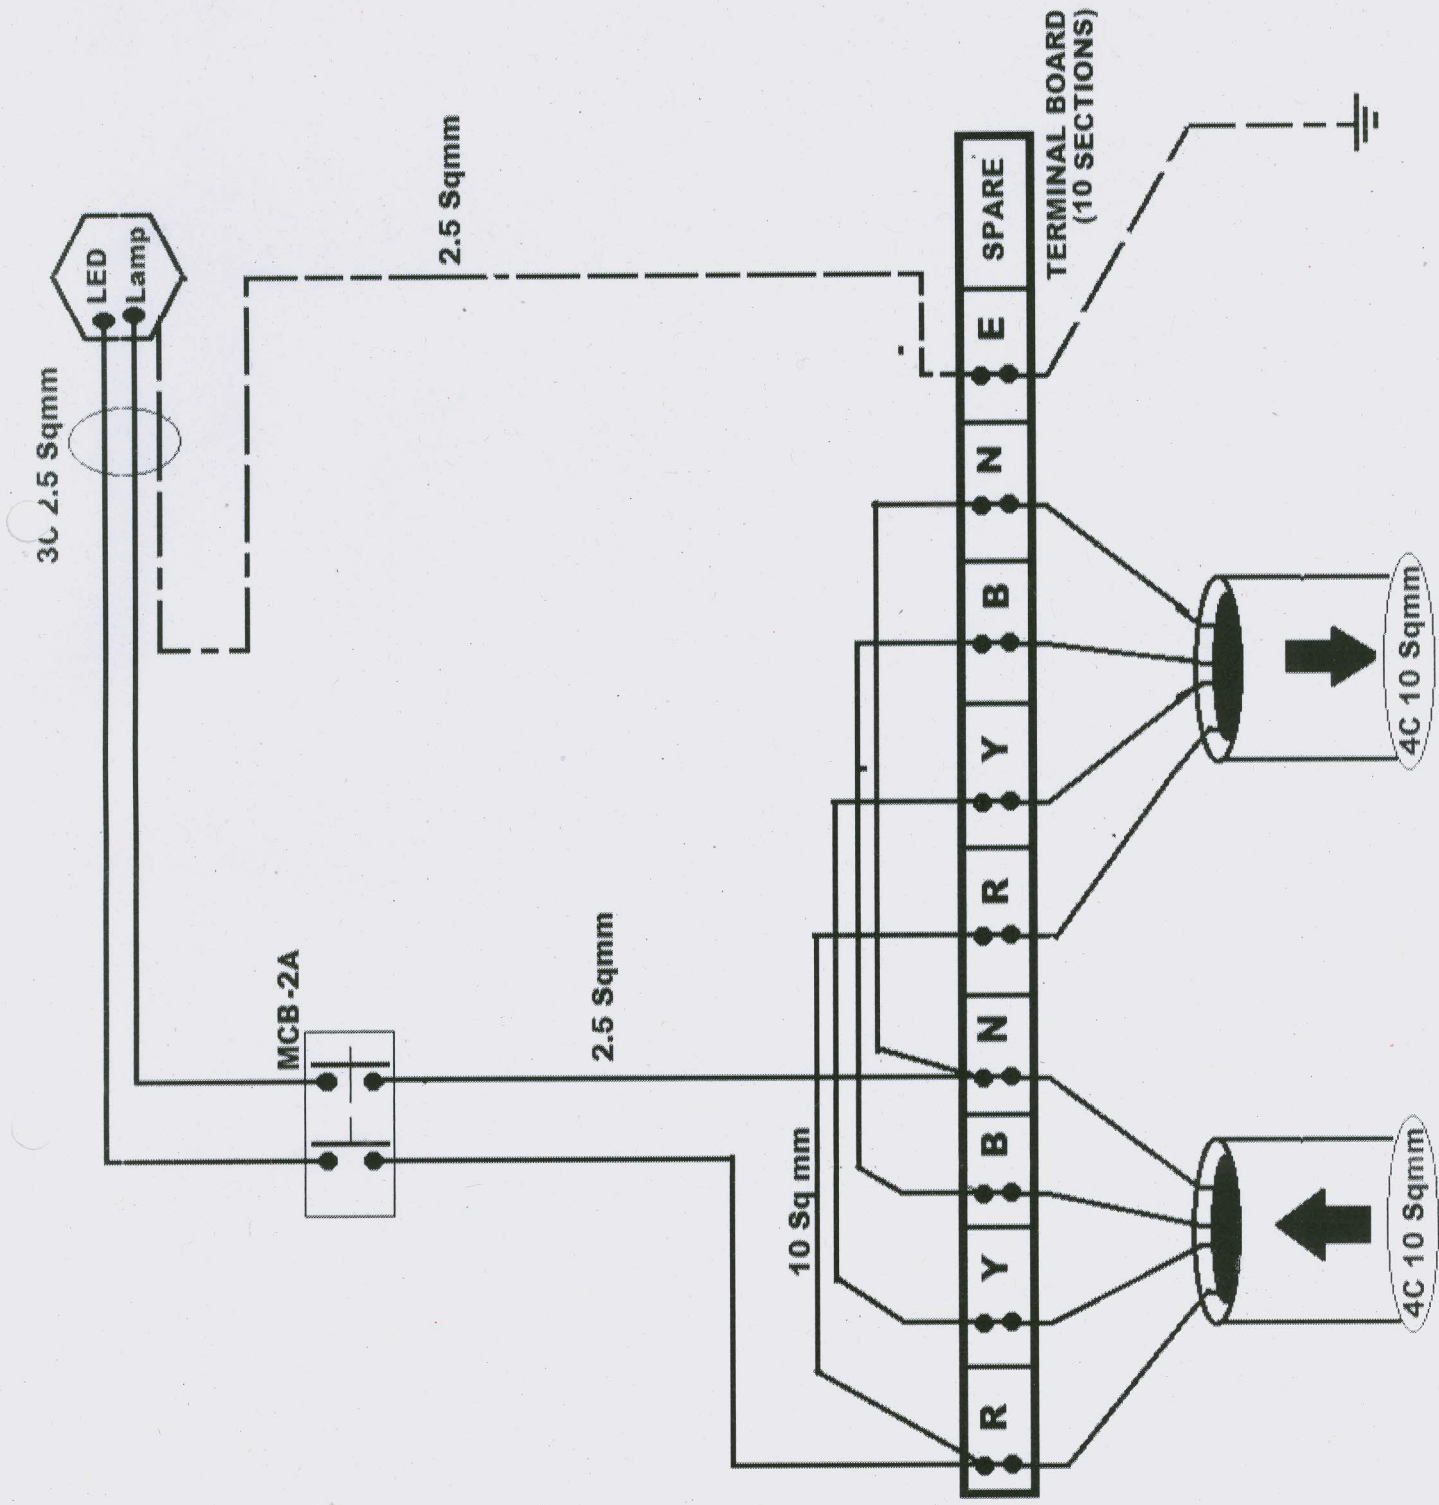 3C 2.5 Sqmm
LED
Lamp
2.5 Sqmm
MCB-2A
2.5 Sqmm
10 Sq mm
R Y B N R Y B N E SPARE
TERMINAL BOARD
(10 SECTIONS)
4C 10 Sqmm
4C 10 Sqmm